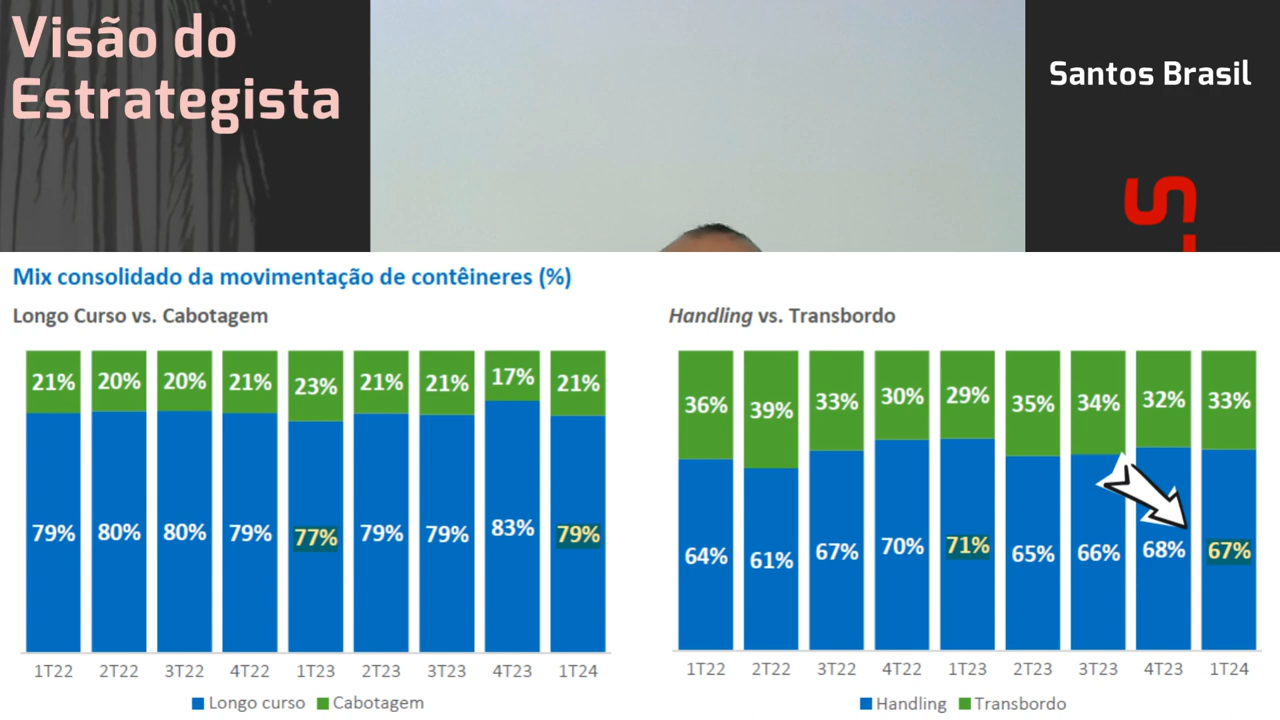 Visão do
Estrategista
Santos Brasil
S-
Mix consolidado da movimentação de contêineres (%)
Longo Curso vs. Cabotagem
21% 20% 20% 21% 23% 21% 21% 17% 21%
79% 80% 80% 79% 77% 79% 79% 83% 79%
1T22 2T22 3T22 4T22 1T23 2T23 3T23 4T23 1T24
Longo curso Cabotagem
Handling vs. Transbordo
36% 39% 33% 30% 29% 35% 34% 32% 33%
64% 61% 67% 70% 71% 65% 66% 68% 67%
1T22 2T22 3T22 4T22 1T23 2T23 3T23 4T23 1T24
Handling Transbordo